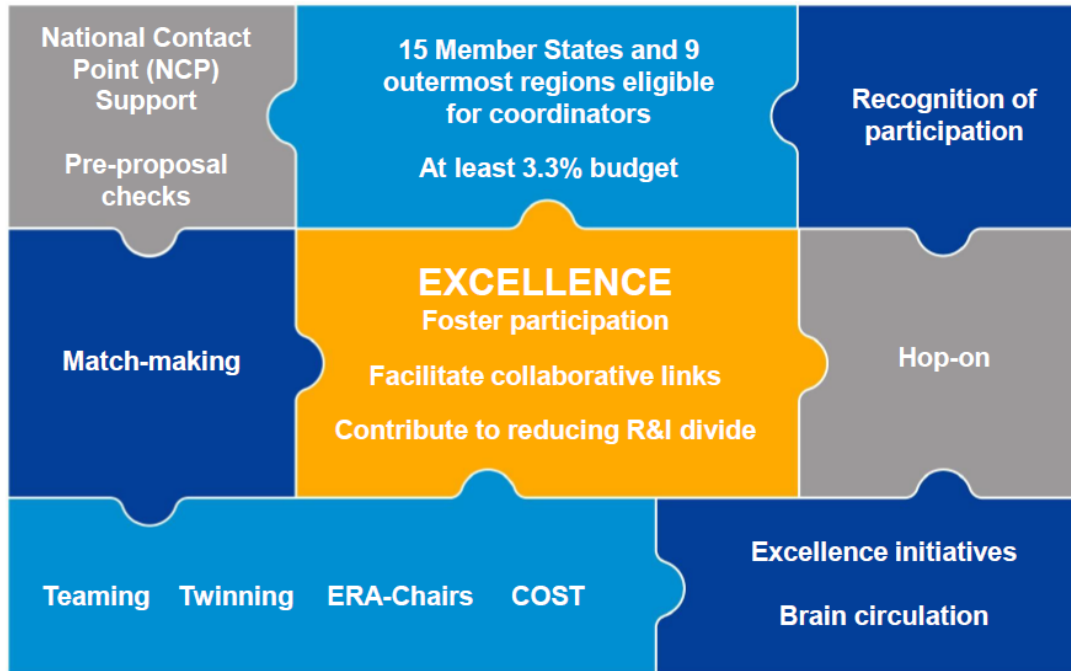 National Contact
Point (NCP)
Support
Pre-proposal
checks
15 Member States and 9
outermost regions eligible
for coordinators
At least 3.3% budget
Recognition of
participation
Match-making
EXCELLENCE
Foster participation
Facilitate collaborative links
Contribute to reducing R&I divide
Hop-on
Teaming Twinning ERA-Chairs COST
Excellence initiatives
Brain circulation